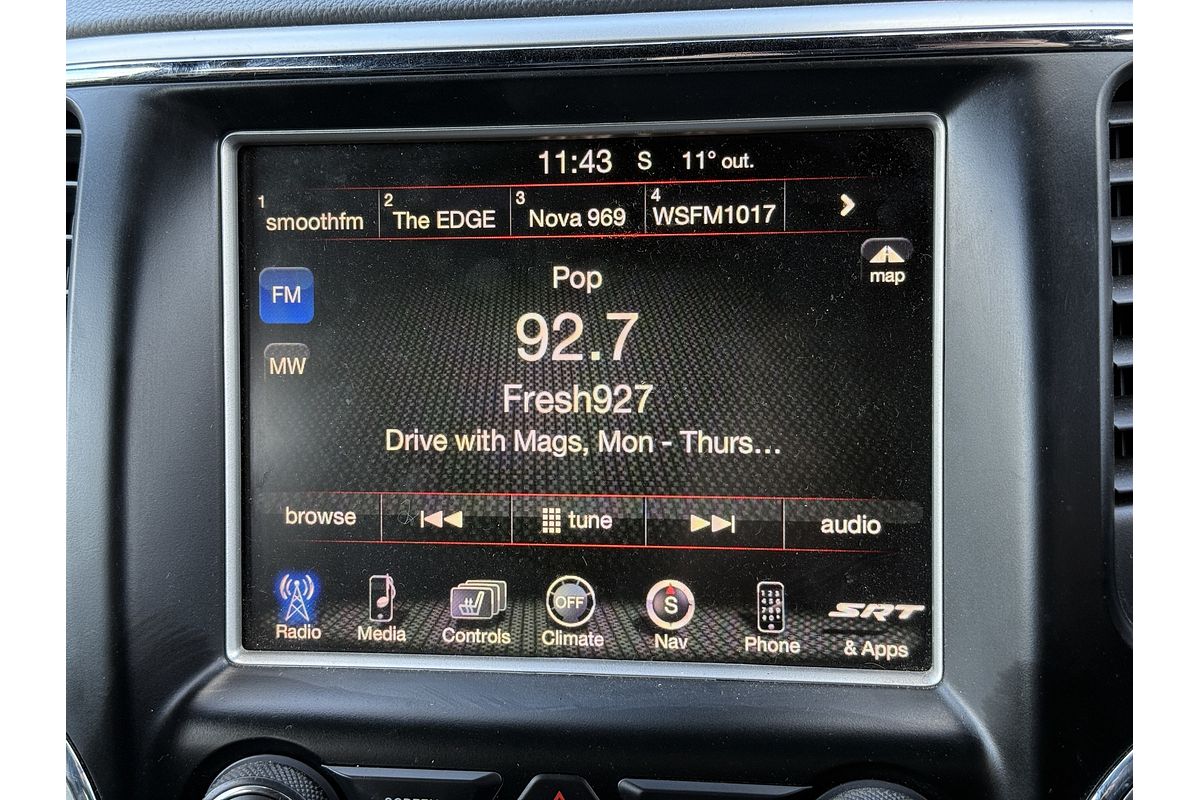 11:43 S 11° out.
1 smoothfm 2 The EDGE 3 Nova 969 4 WSFM1017
map
FM
Pop
92.7
MW
Fresh927
Drive with Mags, Mon - Thurs...
browse tune audio
OFF S
Radio Media Controls Climate Nav Phone SRT & Apps
SCREEN